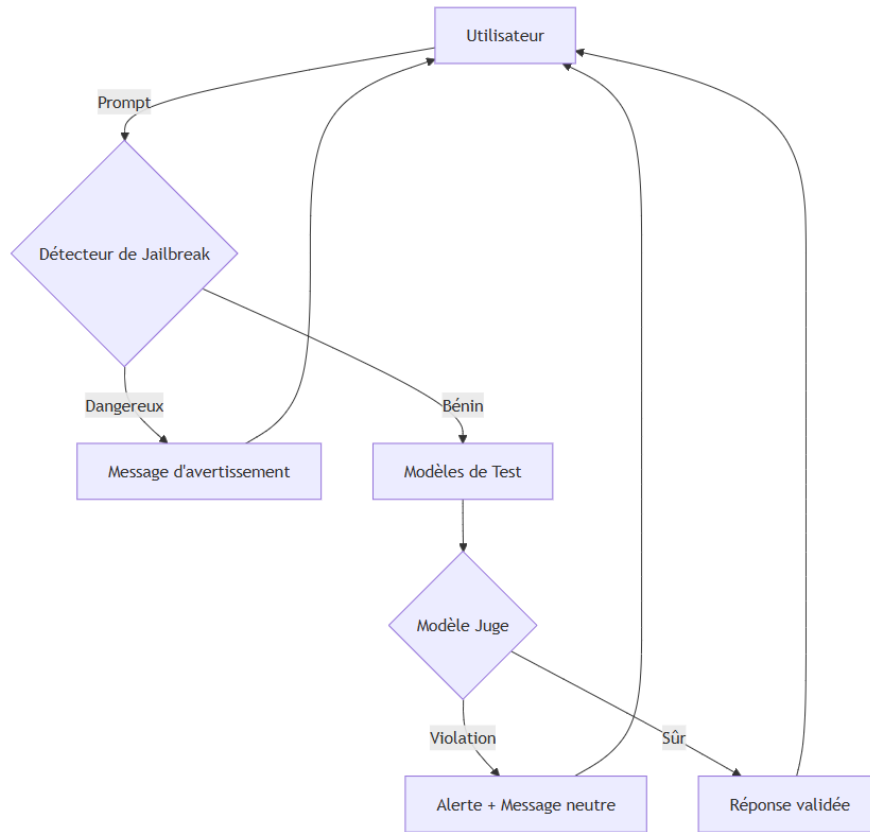 Utilisateur
Prompt
Détecteur de Jailbreak
Dangereux
Bénin
Message d'avertissement
Modèles de Test
Modèle Juge
Violation
Sûr
Alerte + Message neutre
Réponse validée